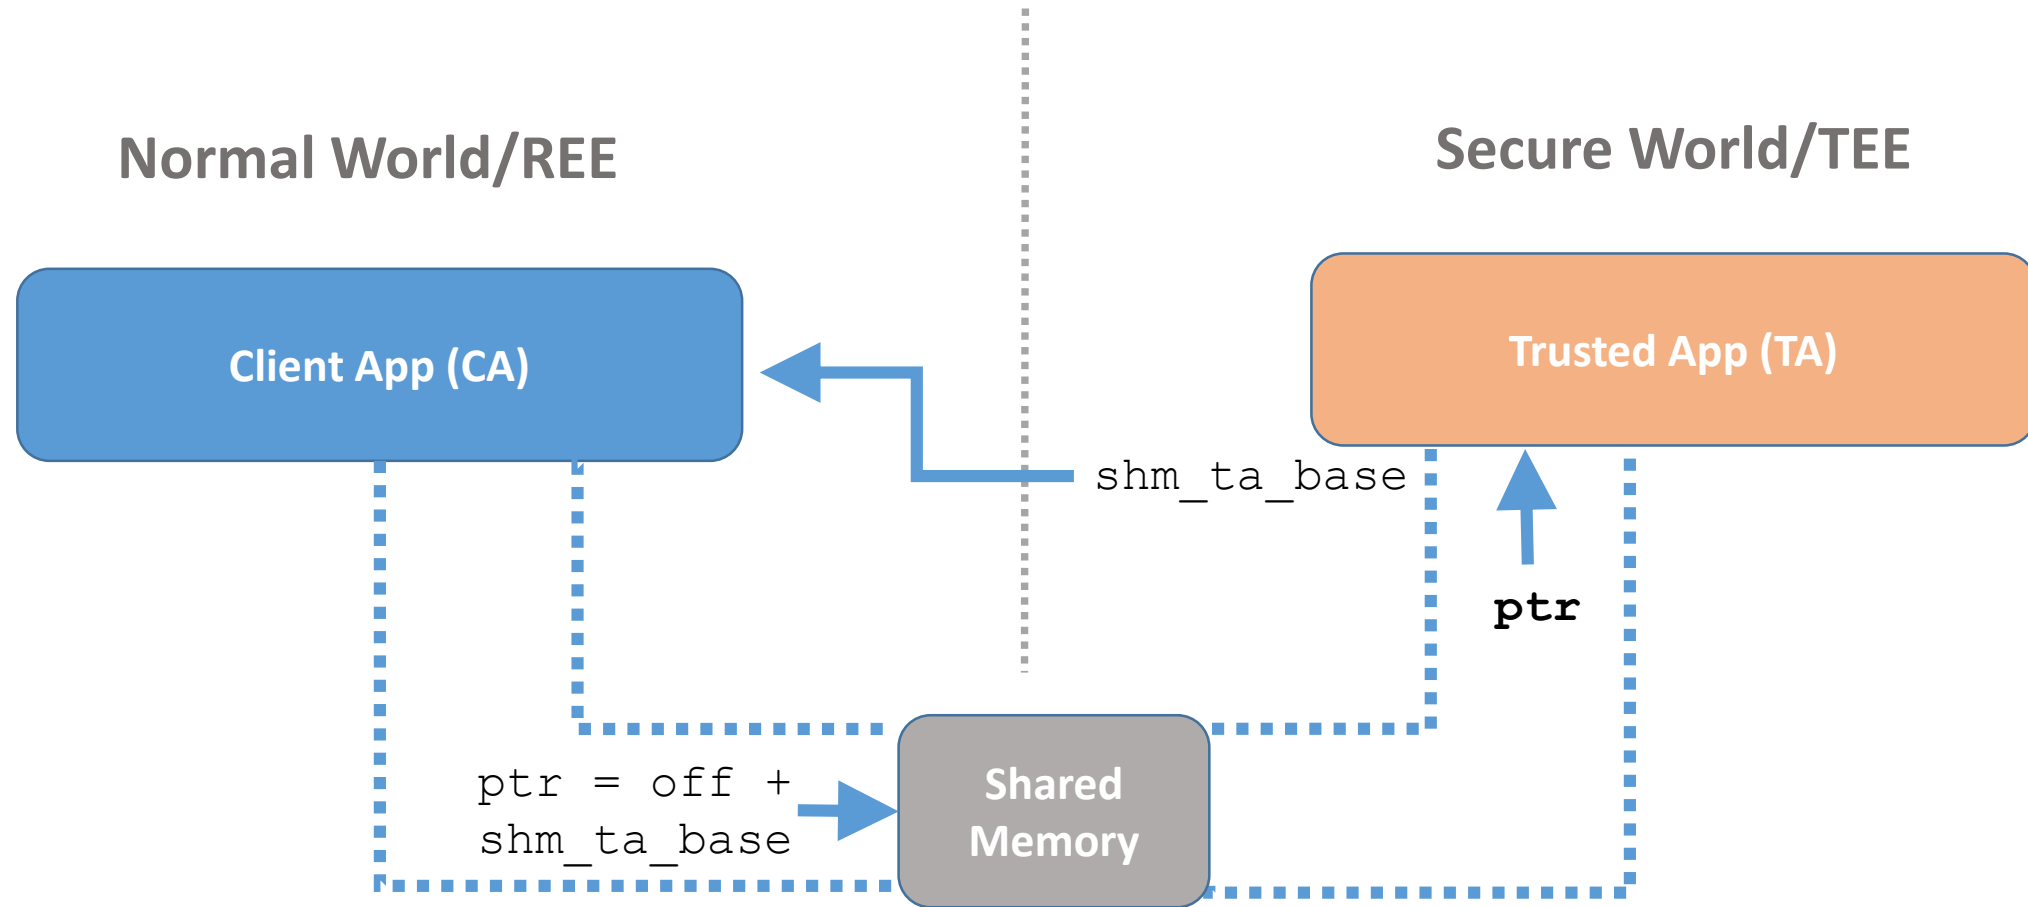 Normal World/REE
Secure World/TEE
Client App (CA)
Trusted App (TA)
shm_ta_base
ptr
ptr = off +
shm_ta_base
Shared
Memory